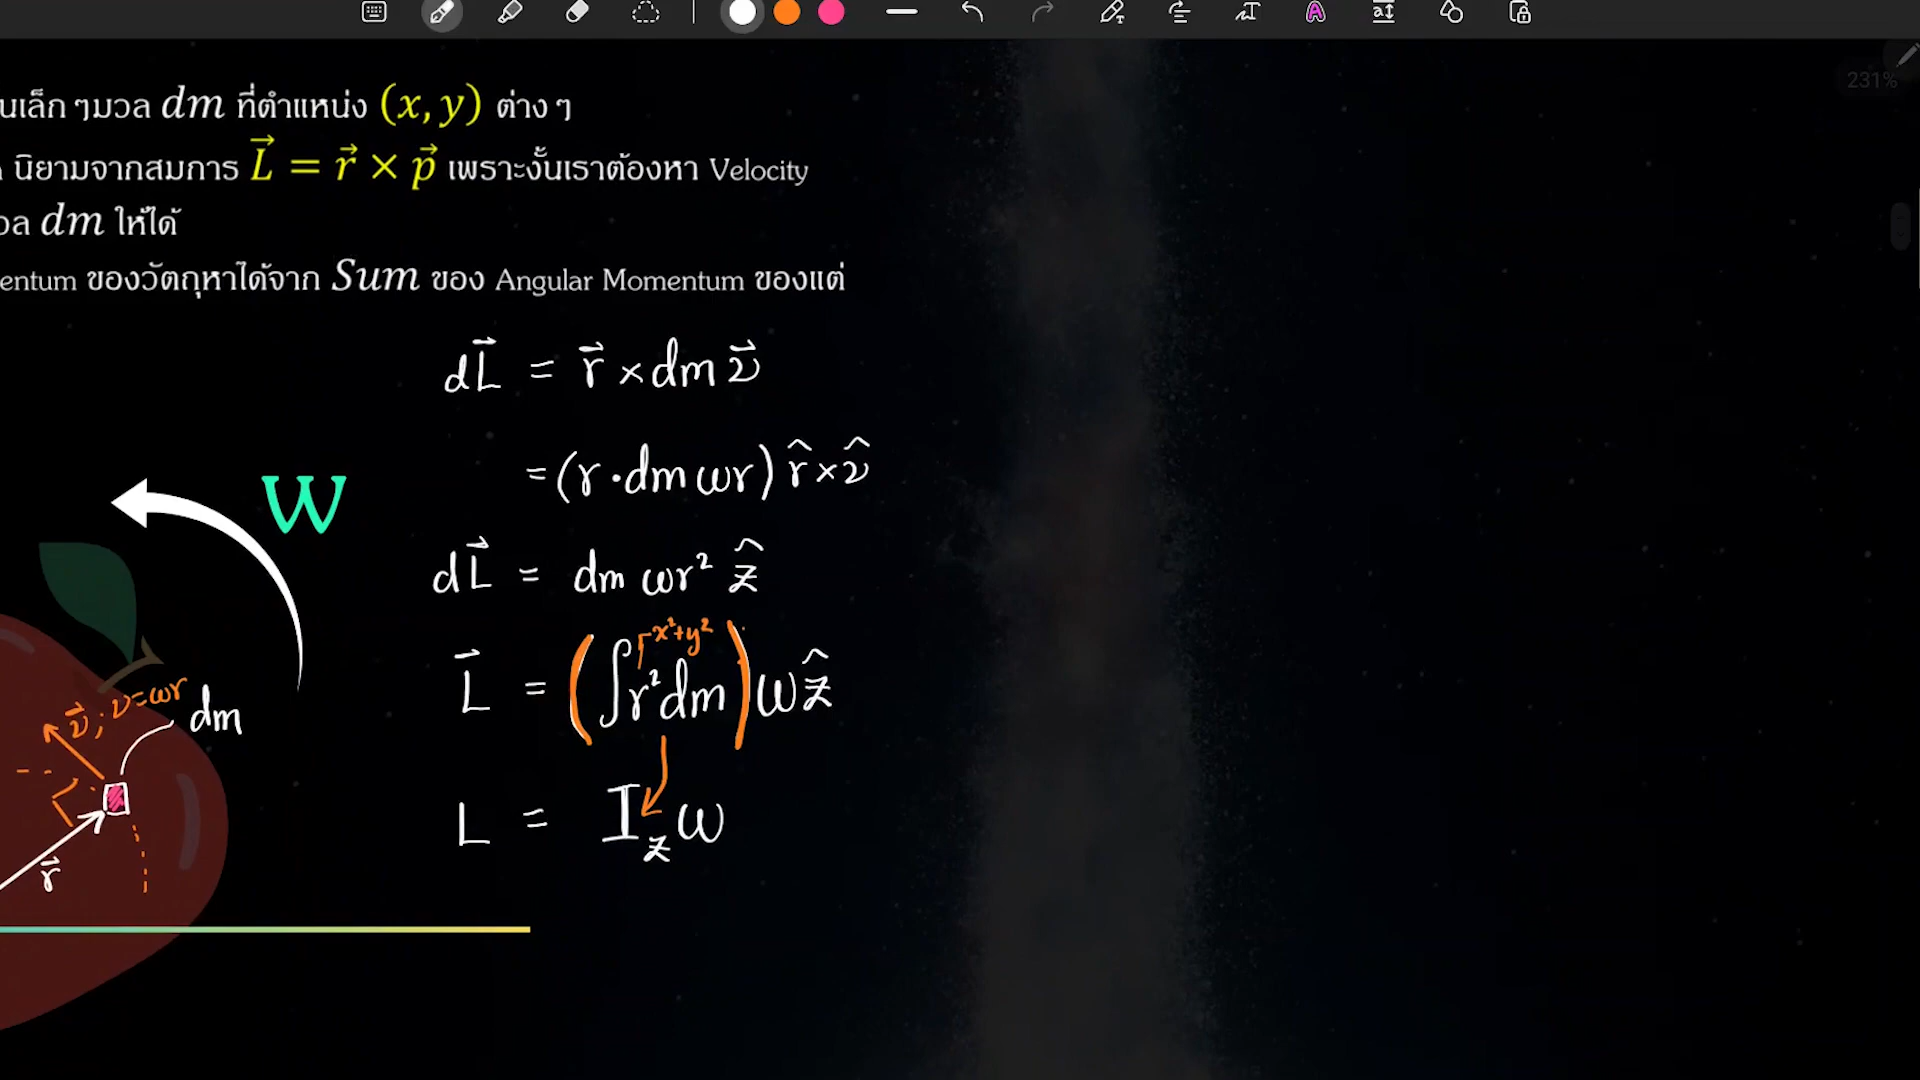 231%
นเล็ก ๆมวล dm ที่ตำแหน่ง (x, y) ต่าง ๆ
นิยามจากสมการ L⃗ = r⃗ × p⃗ เพราะงั้นเราต้องหา Velocity
วล dm ให้ได้
entum ของวัตถุหาได้จาก Sum ของ Angular Momentum ของแต่
dL⃗ = r⃗ × dm v⃗
= (r · dm ωr) r̂ × v̂
W
dL⃗ = dm ωr² ẑ
x²+y²
L⃗ = (∫r²dm) ωẑ
v⃗ ; v=ωr
dm
L = I_z ω
r⃗